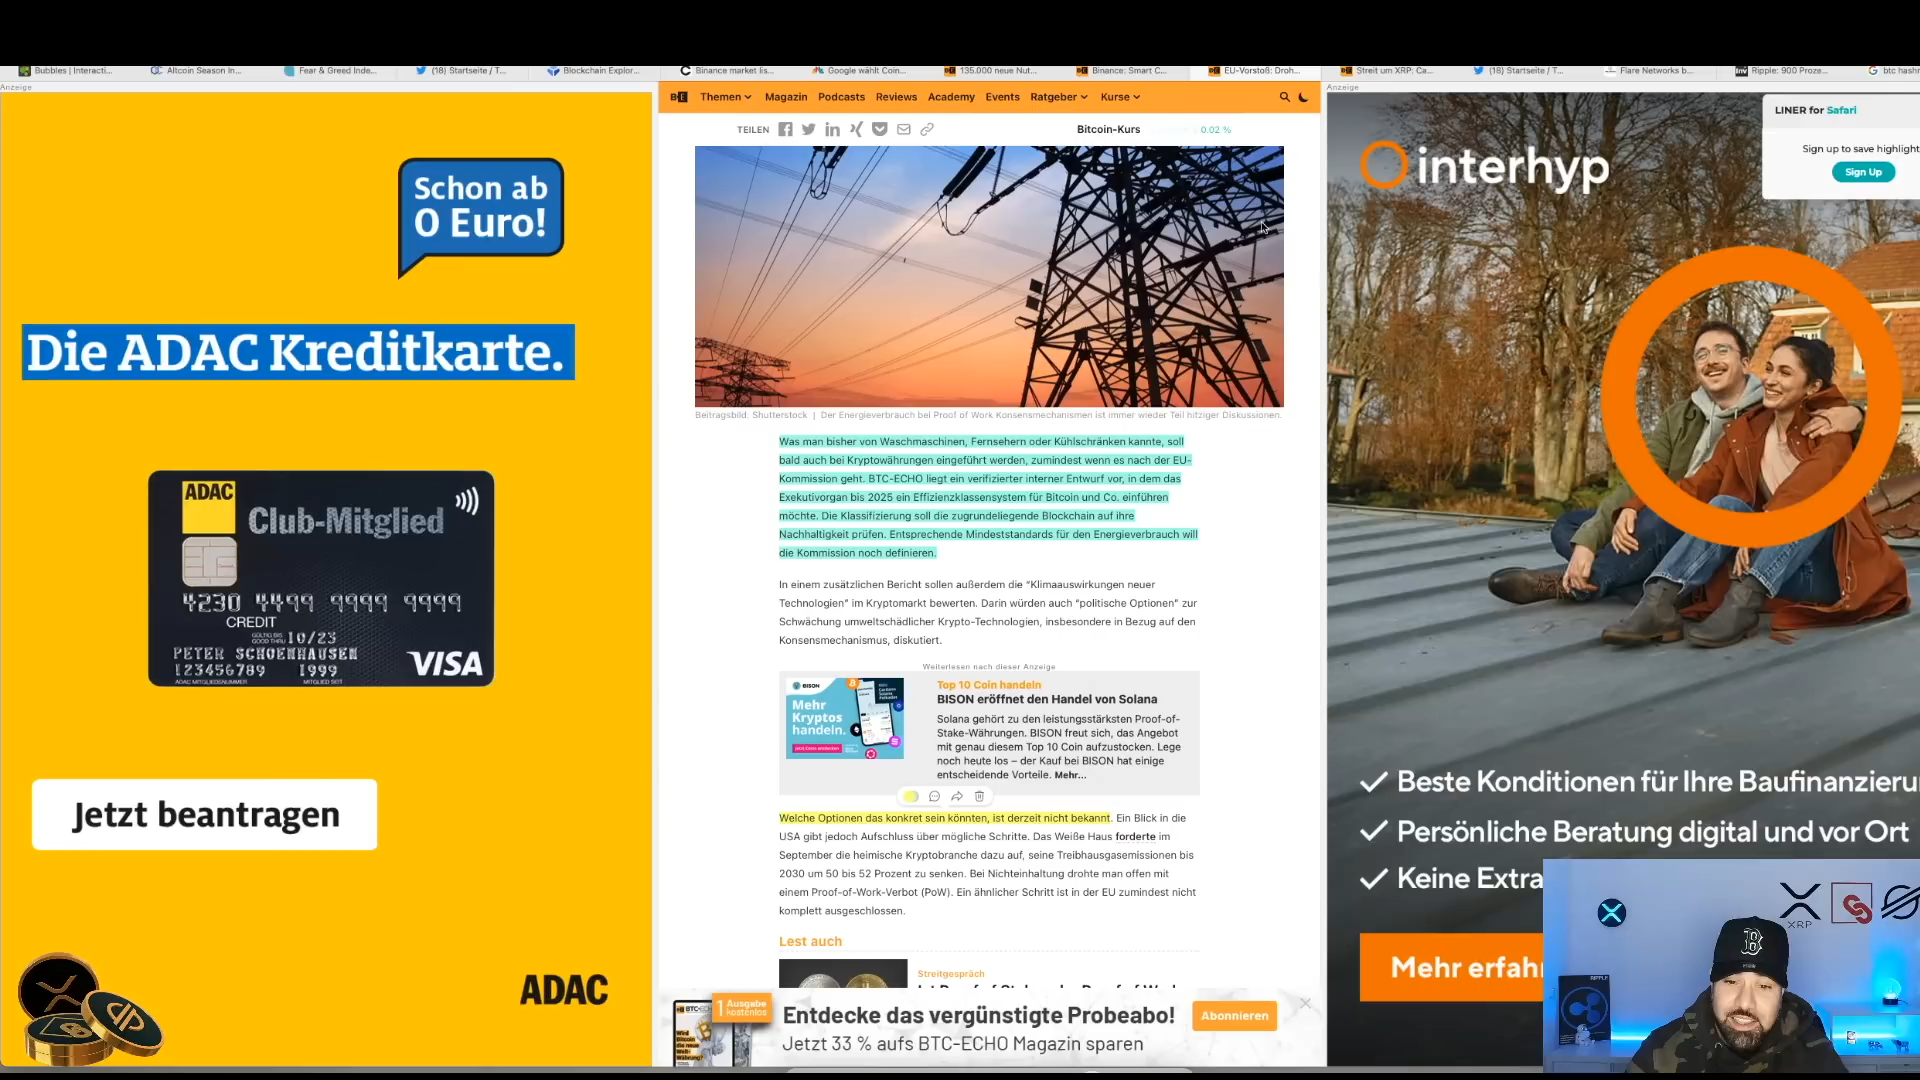 Bubbles | Interacti...
Altcoin Season In...
Fear & Greed Inde...
(18) Startseite / T...
Blockchain Explor...
Binance market lis...
Google wählt Coin...
135.000 neue Nut...
Binance: Smart C...
EU-Vorstoß: Droh...
Streit um XRP: Ca...
(18) Startseite / T...
Flare Networks b...
Ripple: 900 Proze...
btc hashr
Anzeige
Schon ab
0 Euro!
Die ADAC Kreditkarte.
ADAC
Club-Mitglied
4230 4499 9999 9999
CREDIT
GOOD THRU 10/23
PETER SCHOENHAUSEN
123456789 1999
ADAC MITGLIEDSNUMMER MITGLIED SEIT
VISA
Jetzt beantragen
ADAC
Themen
Magazin
Podcasts
Reviews
Academy
Events
Ratgeber
Kurse
TEILEN
Bitcoin-Kurs
0.02 %
Beitragsbild: Shutterstock | Der Energieverbrauch bei Proof of Work Konsensmechanismen ist immer wieder Teil hitziger Diskussionen.
Was man bisher von Waschmaschinen, Fernsehern oder Kühlschränken kannte, soll
bald auch bei Kryptowährungen eingeführt werden, zumindest wenn es nach der EU-
Kommission geht. BTC-ECHO liegt ein verifizierter interner Entwurf vor, in dem das
Exekutivorgan bis 2025 ein Effizienzklassensystem für Bitcoin und Co. einführen
möchte. Die Klassifizierung soll die zugrundeliegende Blockchain auf ihre
Nachhaltigkeit prüfen. Entsprechende Mindeststandards für den Energieverbrauch will
die Kommission noch definieren.
In einem zusätzlichen Bericht sollen außerdem die “Klimaauswirkungen neuer
Technologien” im Kryptomarkt bewerten. Darin würden auch “politische Optionen” zur
Schwächung umweltschädlicher Krypto-Technologien, insbesondere in Bezug auf den
Konsensmechanismus, diskutiert.
Weiterlesen nach dieser Anzeige
BISON
Mehr
Kryptos
handeln.
Top 10 Coin handeln
BISON eröffnet den Handel von Solana
Solana gehört zu den leistungsstärksten Proof-of-
Stake-Währungen. BISON freut sich, das Angebot
mit genau diesem Top 10 Coin aufzustocken. Lege
noch heute los – der Kauf bei BISON hat einige
entscheidende Vorteile. Mehr...
Welche Optionen das konkret sein könnten, ist derzeit nicht bekannt. Ein Blick in die
USA gibt jedoch Aufschluss über mögliche Schritte. Das Weiße Haus forderte im
September die heimische Kryptobranche dazu auf, seine Treibhausgasemissionen bis
2030 um 50 bis 52 Prozent zu senken. Bei Nichteinhaltung drohte man offen mit
einem Proof-of-Work-Verbot (PoW). Ein ähnlicher Schritt ist in der EU zumindest nicht
komplett ausgeschlossen.
Lest auch
Streitgespräch
1 Ausgabe
kostenlos
Entdecke das vergünstigte Probeabo!
Jetzt 33 % aufs BTC-ECHO Magazin sparen
Abonnieren
Anzeige
interhyp
LINER for Safari
Sign up to save highlight
Sign Up
Beste Konditionen für Ihre Baufinanzieru
Persönliche Beratung digital und vor Ort
Keine Extra
Mehr erfahr
XRP
RIPPLE